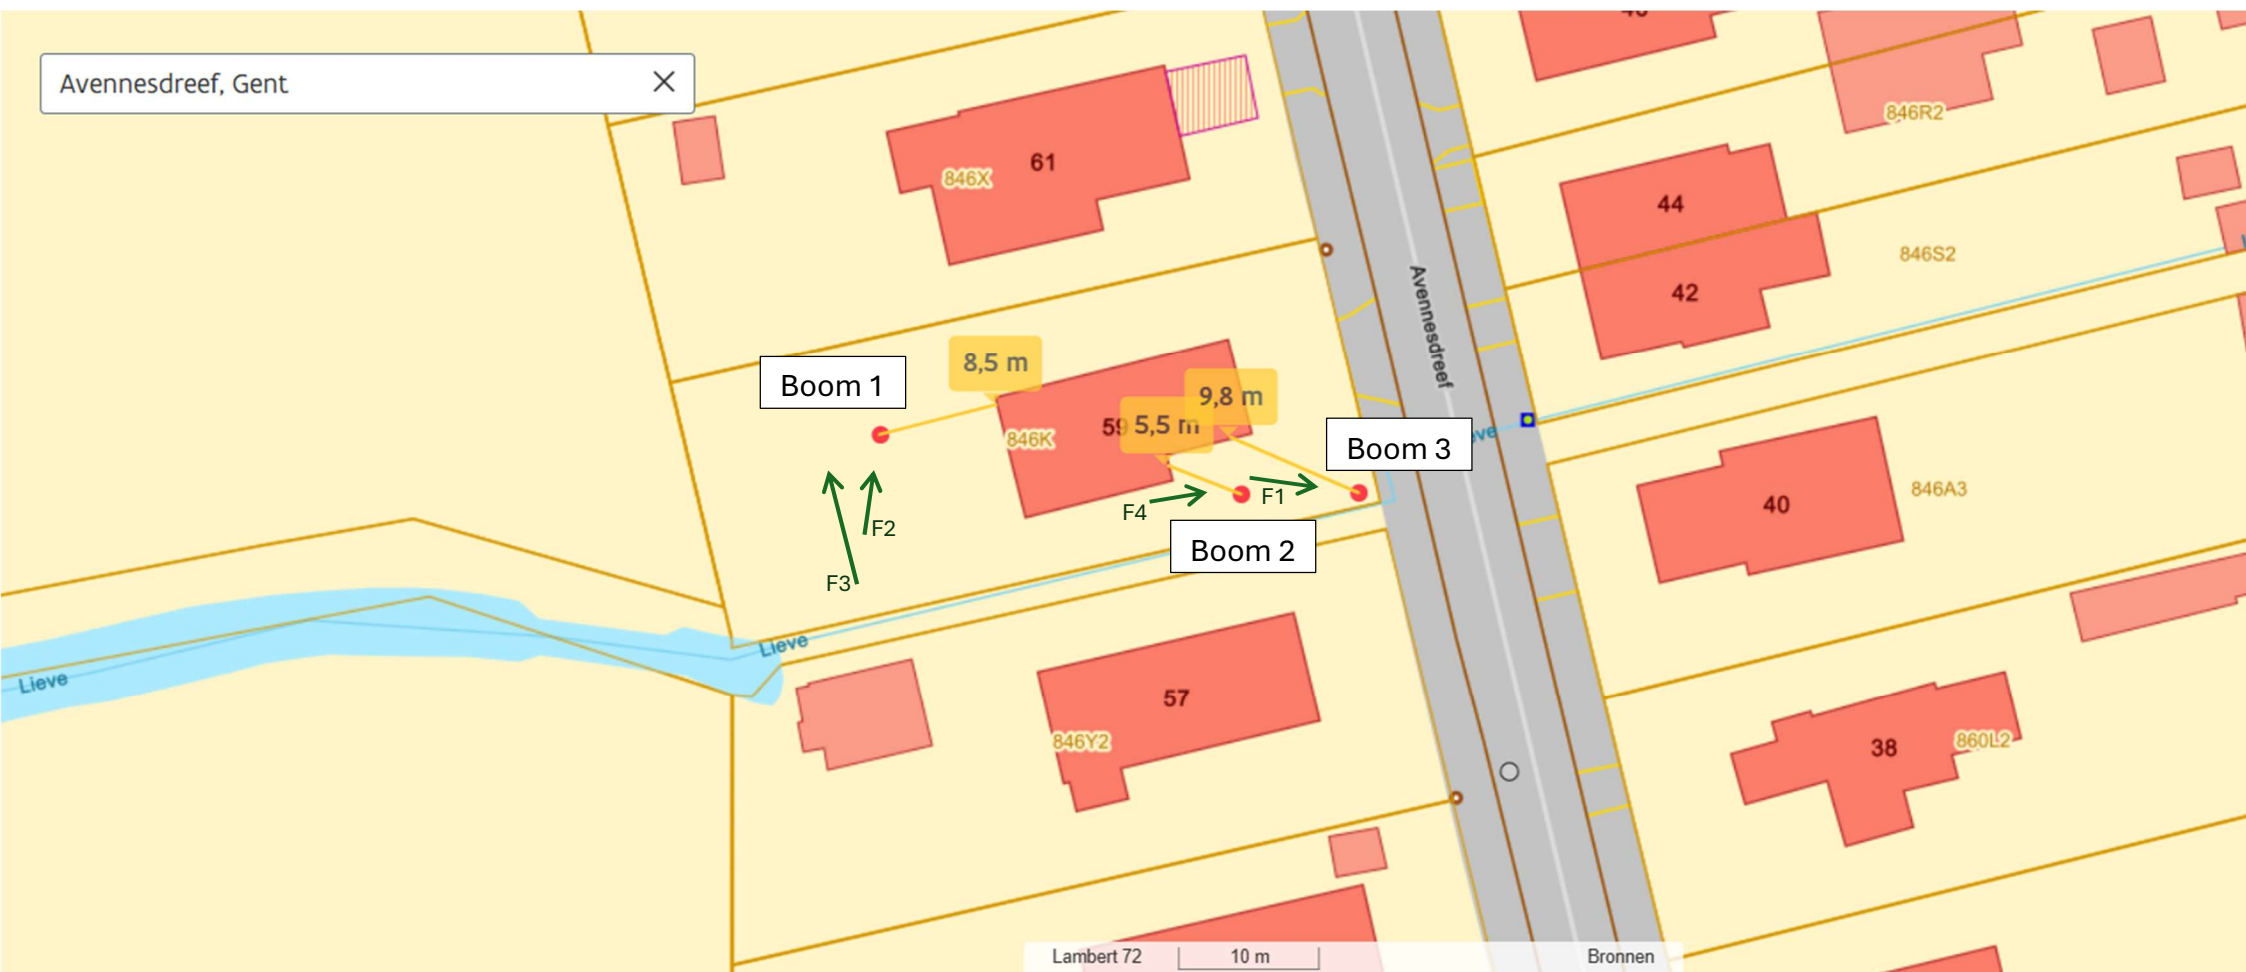 Avennesdreef, Gent
846R2
61
846X
44
846S2
42
Avennesdreef
8,5 m
Boom 1
9,8 m
59
5,5 m
846K
Boom 3
846A3
40
F1
F4
F2
Boom 2
F3
Lieve
Lieve
57
846Y2
38
860L2
Lambert 72
10 m
Bronnen